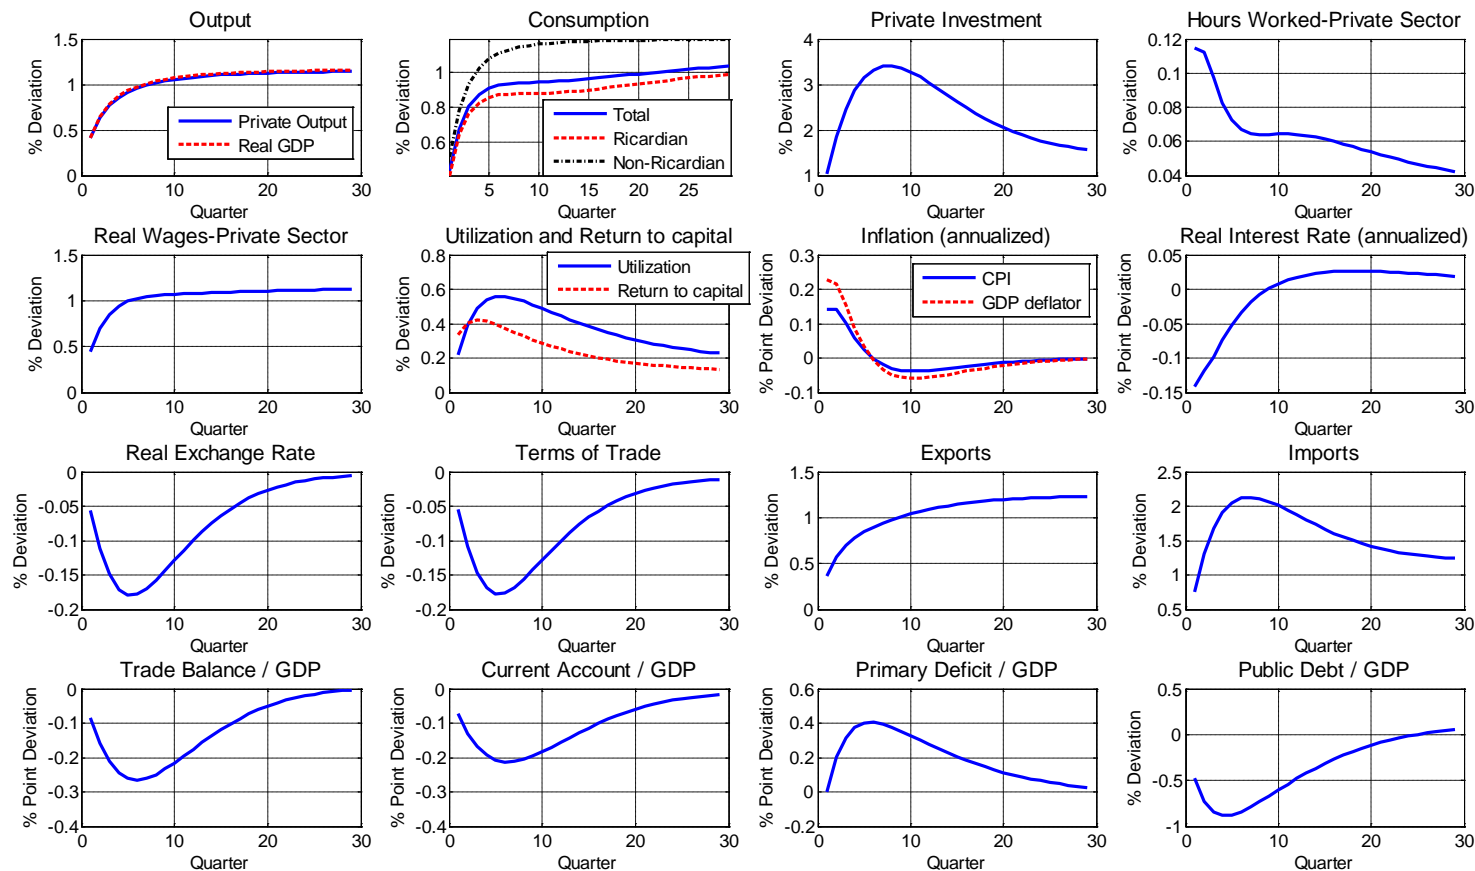 Output
% Deviation
1.5
1
0.5
0
Private Output
Real GDP
0 10 20 30
Quarter
Consumption
% Deviation
1
0.8
0.6
Total
Ricardian
Non-Ricardian
5 10 15 20 25
Quarter
Private Investment
% Deviation
4
3
2
1
0 10 20 30
Quarter
Hours Worked-Private Sector
% Deviation
0.12
0.1
0.08
0.06
0.04
0 10 20 30
Quarter
Real Wages-Private Sector
% Deviation
1.5
1
0.5
0
0 10 20 30
Quarter
Utilization and Return to capital
% Deviation
0.8
0.6
0.4
0.2
0
Utilization
Return to capital
0 10 20 30
Quarter
Inflation (annualized)
% Point Deviation
0.3
0.2
0.1
0
-0.1
CPI
GDP deflator
0 10 20 30
Quarter
Real Interest Rate (annualized)
% Point Deviation
0.05
0
-0.05
-0.1
-0.15
0 10 20 30
Quarter
Real Exchange Rate
% Deviation
0
-0.05
-0.1
-0.15
-0.2
0 10 20 30
Quarter
Terms of Trade
% Deviation
0
-0.05
-0.1
-0.15
-0.2
0 10 20 30
Quarter
Exports
% Deviation
1.5
1
0.5
0
0 10 20 30
Quarter
Imports
% Deviation
2.5
2
1.5
1
0.5
0 10 20 30
Quarter
Trade Balance / GDP
% Point Deviation
0
-0.1
-0.2
-0.3
-0.4
0 10 20 30
Quarter
Current Account / GDP
% Point Deviation
0
-0.1
-0.2
-0.3
-0.4
0 10 20 30
Quarter
Primary Deficit / GDP
% Point Deviation
0.6
0.4
0.2
0
-0.2
0 10 20 30
Quarter
Public Debt / GDP
% Deviation
0.5
0
-0.5
-1
0 10 20 30
Quarter